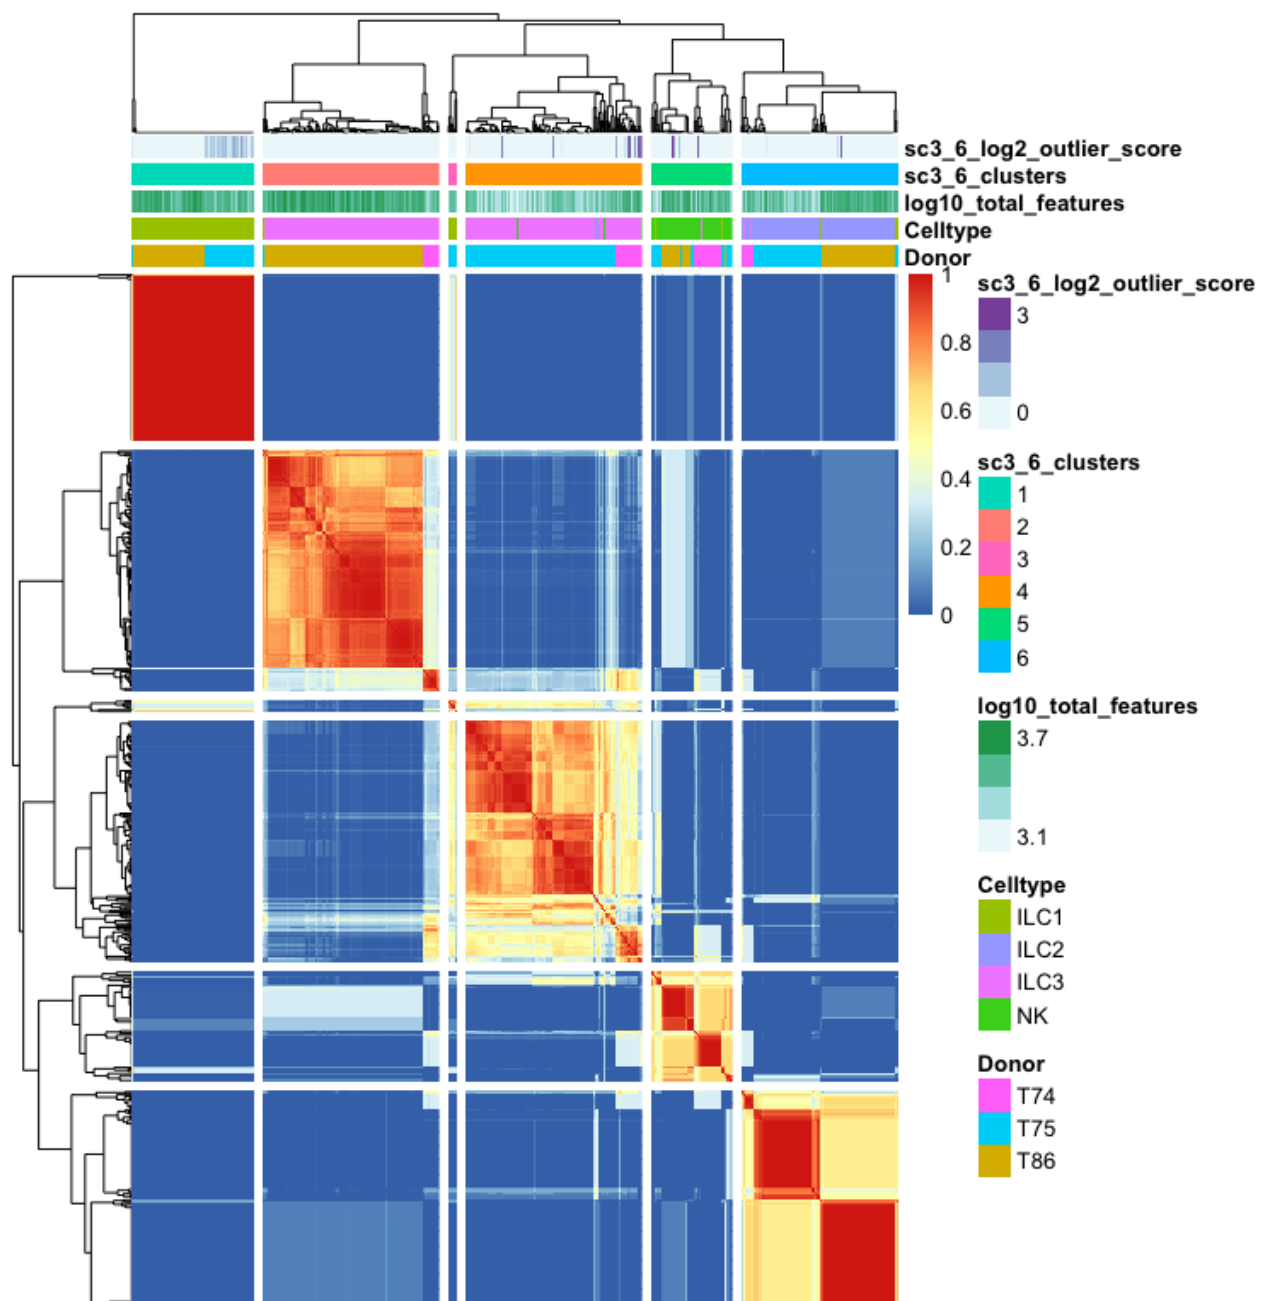 sc3_6_log2_outlier_score
sc3_6_clusters
log10_total_features
Celltype
Donor
1
0.8
0.6
0.4
0.2
0
sc3_6_log2_outlier_score
3
0
sc3_6_clusters
1
2
3
4
5
6
log10_total_features
3.7
3.1
Celltype
ILC1
ILC2
ILC3
NK
Donor
T74
T75
T86